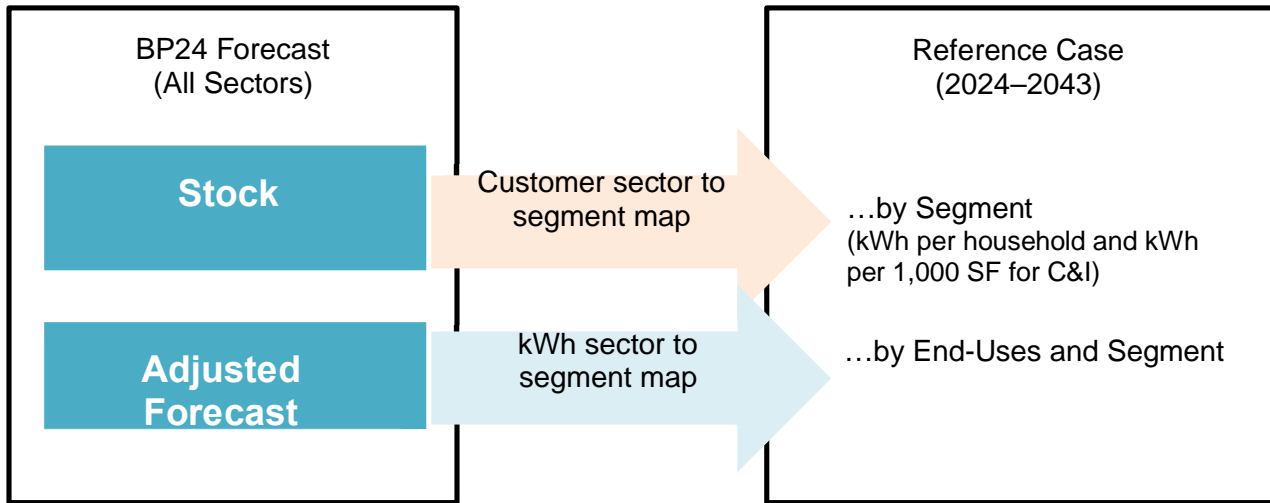 BP24 Forecast
(All Sectors)
Stock
Adjusted
Forecast
Customer sector to
segment map
kWh sector to
segment map
Reference Case
(2024–2043)
…by Segment
(kWh per household and kWh
per 1,000 SF for C&I)
…by End-Uses and Segment